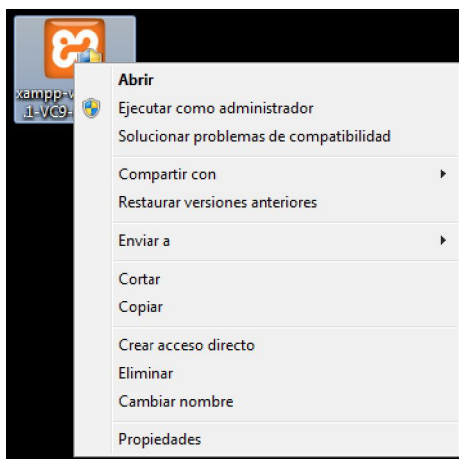 xampp-w
.1-VC9-
Abrir
Ejecutar como administrador
Solucionar problemas de compatibilidad
Compartir con
Restaurar versiones anteriores
Enviar a
Cortar
Copiar
Crear acceso directo
Eliminar
Cambiar nombre
Propiedades